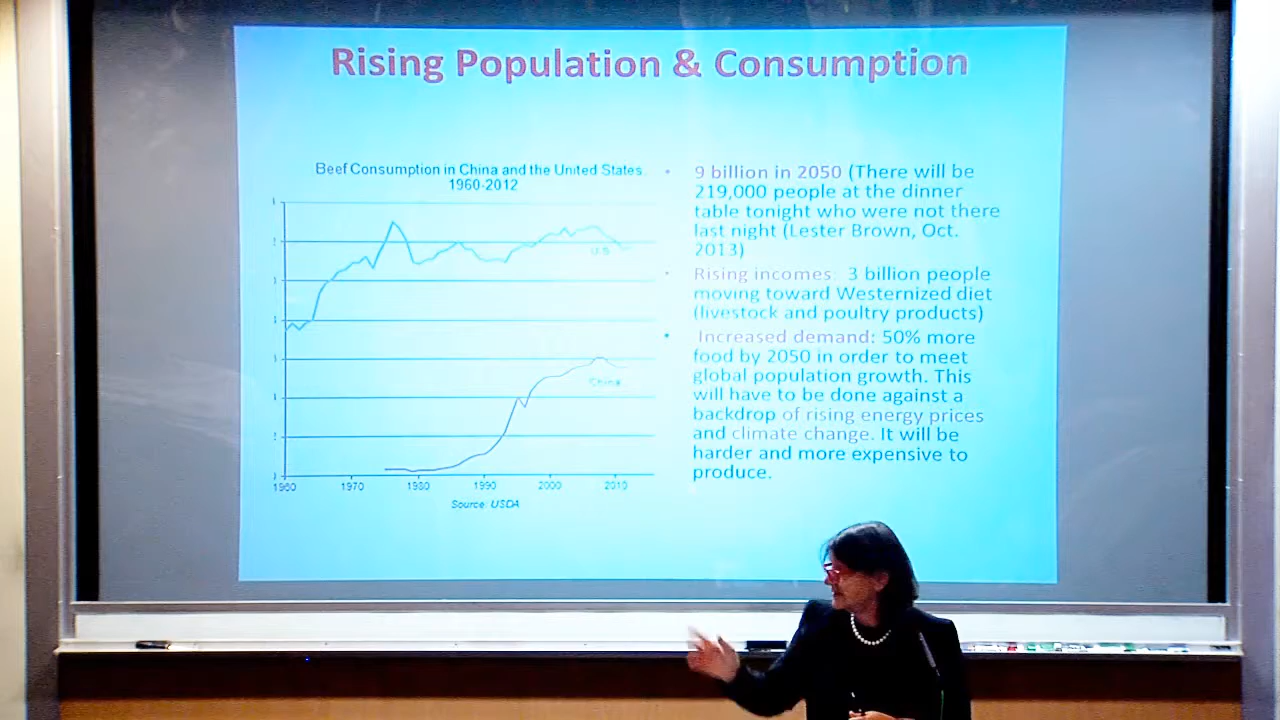 Rising Population & Consumption
Beef Consumption in China and the United States
1960-2012
U.S.
China
1960 1970 1980 1990 2000 2010
Source: USDA
• 9 billion in 2050 (There will be
219,000 people at the dinner
table tonight who were not there
last night (Lester Brown, Oct.
2013)
• Rising incomes: 3 billion people
moving toward Westernized diet
(livestock and poultry products)
• Increased demand: 50% more
food by 2050 in order to meet
global population growth. This
will have to be done against a
backdrop of rising energy prices
and climate change. It will be
harder and more expensive to
produce.